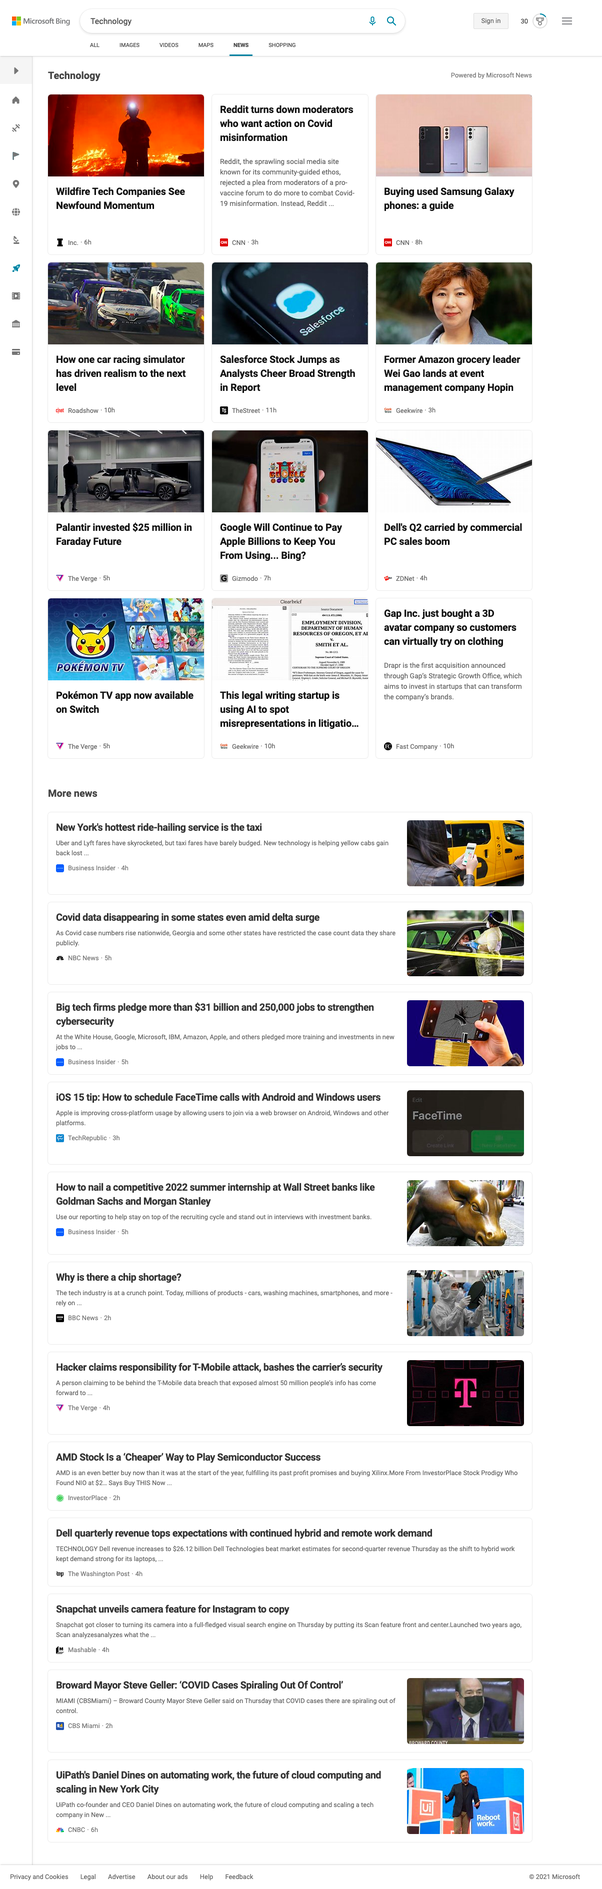 Microsoft Bing
Technology
Sign in
30
ALL
IMAGES
VIDEOS
MAPS
NEWS
SHOPPING
Technology
Powered by Microsoft News
Wildfire Tech Companies See
Newfound Momentum
Inc. · 6h
Reddit turns down moderators
who want action on Covid
misinformation
Reddit, the sprawling social media site
known for its community-guided ethos,
rejected a plea from moderators of a pro-
vaccine forum to do more to combat Covid-
19 misinformation. Instead, Reddit ...
CNN · 3h
Buying used Samsung Galaxy
phones: a guide
CNN · 8h
How one car racing simulator
has driven realism to the next
level
Roadshow · 10h
Salesforce
Salesforce Stock Jumps as
Analysts Cheer Broad Strength
in Report
TheStreet · 11h
Former Amazon grocery leader
Wei Gao lands at event
management company Hopin
Geekwire · 3h
Palantir invested $25 million in
Faraday Future
The Verge · 5h
Google Will Continue to Pay
Apple Billions to Keep You
From Using... Bing?
Gizmodo · 7h
Dell's Q2 carried by commercial
PC sales boom
ZDNet · 4h
POKÉMON TV
Pokémon TV app now available
on Switch
The Verge · 5h
Clearbrief
EMPLOYMENT DIVISION,
DEPARTMENT OF HUMAN
RESOURCES OF OREGON, ET AL
v.
SMITH ET AL.
This legal writing startup is
using AI to spot
misrepresentations in litigatio...
Geekwire · 10h
Gap Inc. just bought a 3D
avatar company so customers
can virtually try on clothing
Drapr is the first acquisition announced
through Gap's Strategic Growth Office, which
aims to invest in startups that can transform
the company's brands.
Fast Company · 10h
More news
New York's hottest ride-hailing service is the taxi
Uber and Lyft fares have skyrocketed, but taxi fares have barely budged. New technology is helping yellow cabs gain
back lost ...
Business Insider · 4h
Covid data disappearing in some states even amid delta surge
As Covid case numbers rise nationwide, Georgia and some other states have restricted the case count data they share
publicly.
NBC News · 5h
Big tech firms pledge more than $31 billion and 250,000 jobs to strengthen
cybersecurity
At the White House, Google, Microsoft, IBM, Amazon, Apple, and others pledged more training and investments in new
jobs to ...
Business Insider · 5h
iOS 15 tip: How to schedule FaceTime calls with Android and Windows users
Apple is improving cross-platform usage by allowing users to join via a web browser on Android, Windows and other
platforms.
TechRepublic · 3h
Edit
FaceTime
How to nail a competitive 2022 summer internship at Wall Street banks like
Goldman Sachs and Morgan Stanley
Use our reporting to help stay on top of the recruiting cycle and stand out in interviews with investment banks.
Business Insider · 5h
Why is there a chip shortage?
The tech industry is at a crunch point. Today, millions of products - cars, washing machines, smartphones, and more -
rely on ...
BBC News · 2h
Hacker claims responsibility for T-Mobile attack, bashes the carrier's security
A person claiming to be behind the T-Mobile data breach that exposed almost 50 million people's info has come
forward to ...
The Verge · 4h
T
AMD Stock Is a 'Cheaper' Way to Play Semiconductor Success
AMD is an even better buy now than it was at the start of the year, fulfilling its past profit promises and buying Xilinx.More From InvestorPlace Stock Prodigy Who
Found NIO at $2... Says Buy THIS Now ...
InvestorPlace · 2h
Dell quarterly revenue tops expectations with continued hybrid and remote work demand
TECHNOLOGY Dell revenue increases to $26.12 billion Dell Technologies beat market estimates for second-quarter revenue Thursday as the shift to hybrid work
kept demand strong for its laptops, ...
The Washington Post · 4h
Snapchat unveils camera feature for Instagram to copy
Snapchat got closer to turning its camera into a full-fledged visual search engine on Thursday by putting its Scan feature front and center.Launched two years ago,
Scan analyzesanalyzes what the ...
Mashable · 4h
Broward Mayor Steve Geller: 'COVID Cases Spiraling Out Of Control'
MIAMI (CBSMiami) – Broward County Mayor Steve Geller said on Thursday that COVID cases there are spiraling out of
control.
CBS Miami · 2h
BROWARD COUNTY
UiPath's Daniel Dines on automating work, the future of cloud computing and
scaling in New York City
UiPath co-founder and CEO Daniel Dines on automating work, the future of cloud computing and scaling a tech
company in New ...
CNBC · 6h
Ui
Reboot
work.
Privacy and Cookies
Legal
Advertise
About our ads
Help
Feedback
© 2021 Microsoft